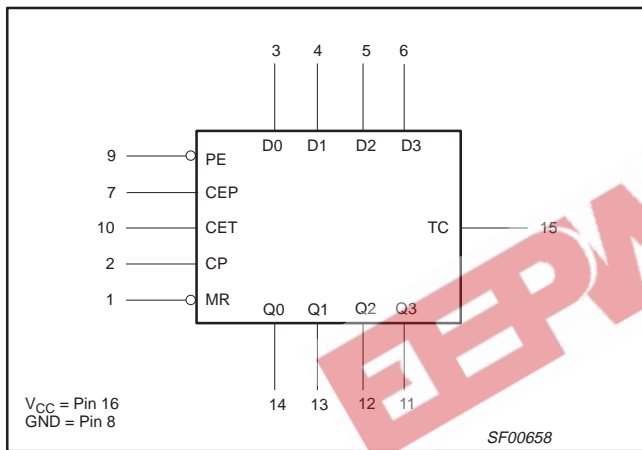 3 4 5 6
D0 D1 D2 D3
9 PE
7 CEP
10 CET TC 15
2 CP
1 MR
Q0 Q1 Q2 Q3
14 13 12 11
VCC = Pin 16
GND = Pin 8
SF00658
EEPW